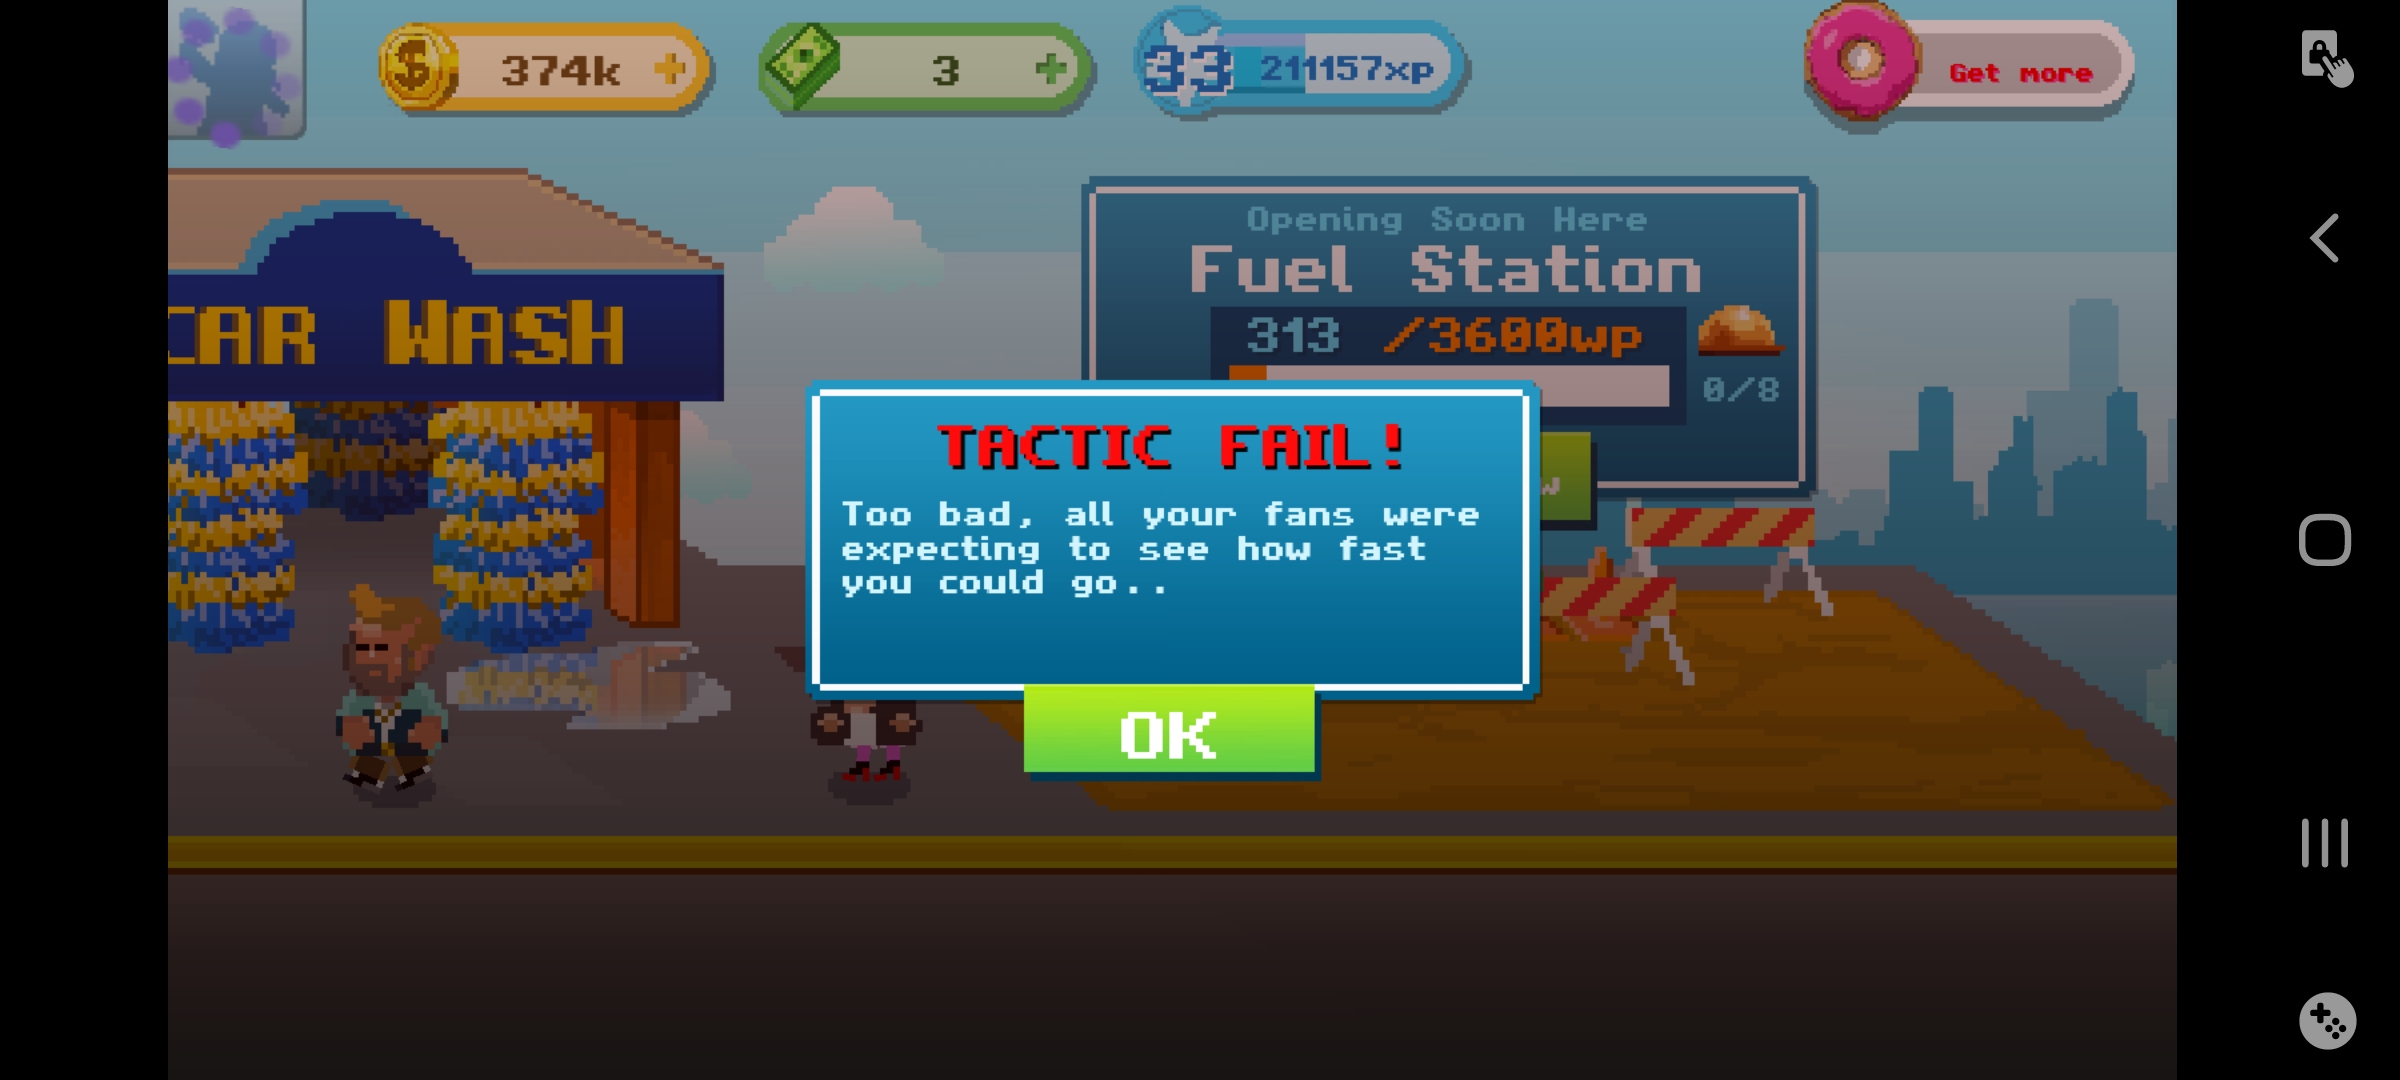 374k
3
33
211157xp
Get more
Opening Soon Here
Fuel Station
313 /3600wp
0/8
CAR WASH
TACTIC FAIL!
Too bad, all your fans were
expecting to see how fast
you could go..
W
OK